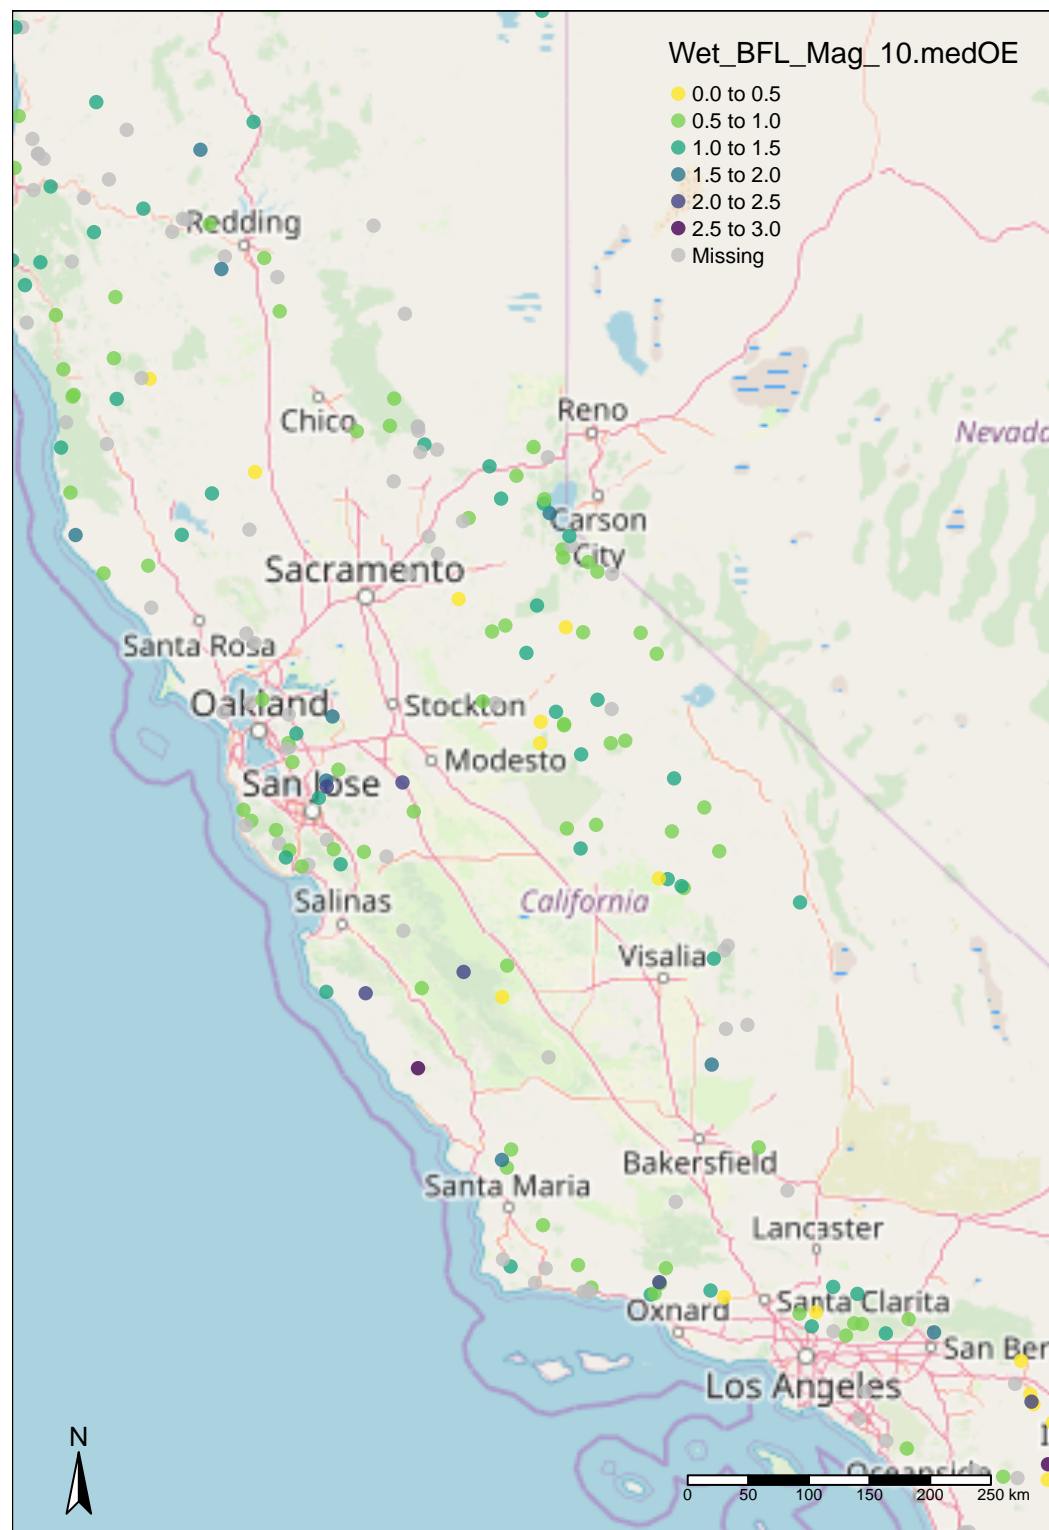 Wet_BFL_Mag_10.medOE
0.0 to 0.5
0.5 to 1.0
1.0 to 1.5
1.5 to 2.0
2.0 to 2.5
2.5 to 3.0
Missing
Redding
Chico
Reno
Nevada
Carson
City
Sacramento
Santa Rosa
Oakland
Stockton
Modesto
San Jose
Salinas
California
Visalia
Bakersfield
Santa Maria
Lancaster
Santa Clarita
Oxnard
San Ber
Los Angeles
Oceanside
N
0 50 100 150 200 250 km